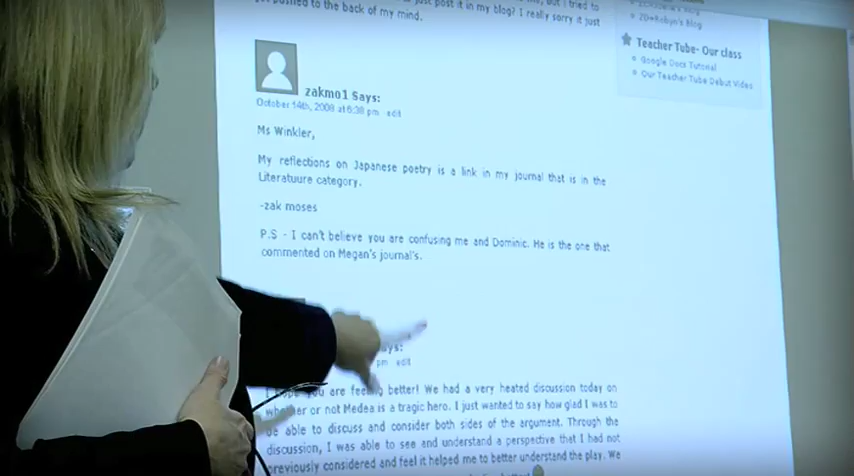 just post it in my blog? I really sorry it just
got pushed to the back of my mind.
zakmo1 Says:
October 14th, 2008 at 6:38 pm edit
Ms Winkler,
My reflections on Japanese poetry is a link in my journal that is in the
Literatuure category.
-zak moses
P.S - I can't believe you are confusing me and Dominic. He is the one that
commented on Megan's journal's.
ays:
pm edit
I hope you are feeling better! We had a very heated discussion today on
whether or not Medea is a tragic hero. I just wanted to say how glad I was to
be able to discuss and consider both sides of the argument. Through the
discussion, I was able to see and understand a perspective that I had not
previously considered and feel it helped me to better understand the play. We
2D+Robyn's Blog
Teacher Tube- Our class
Google Docs Tutorial
Our Teacher Tube Debut Video